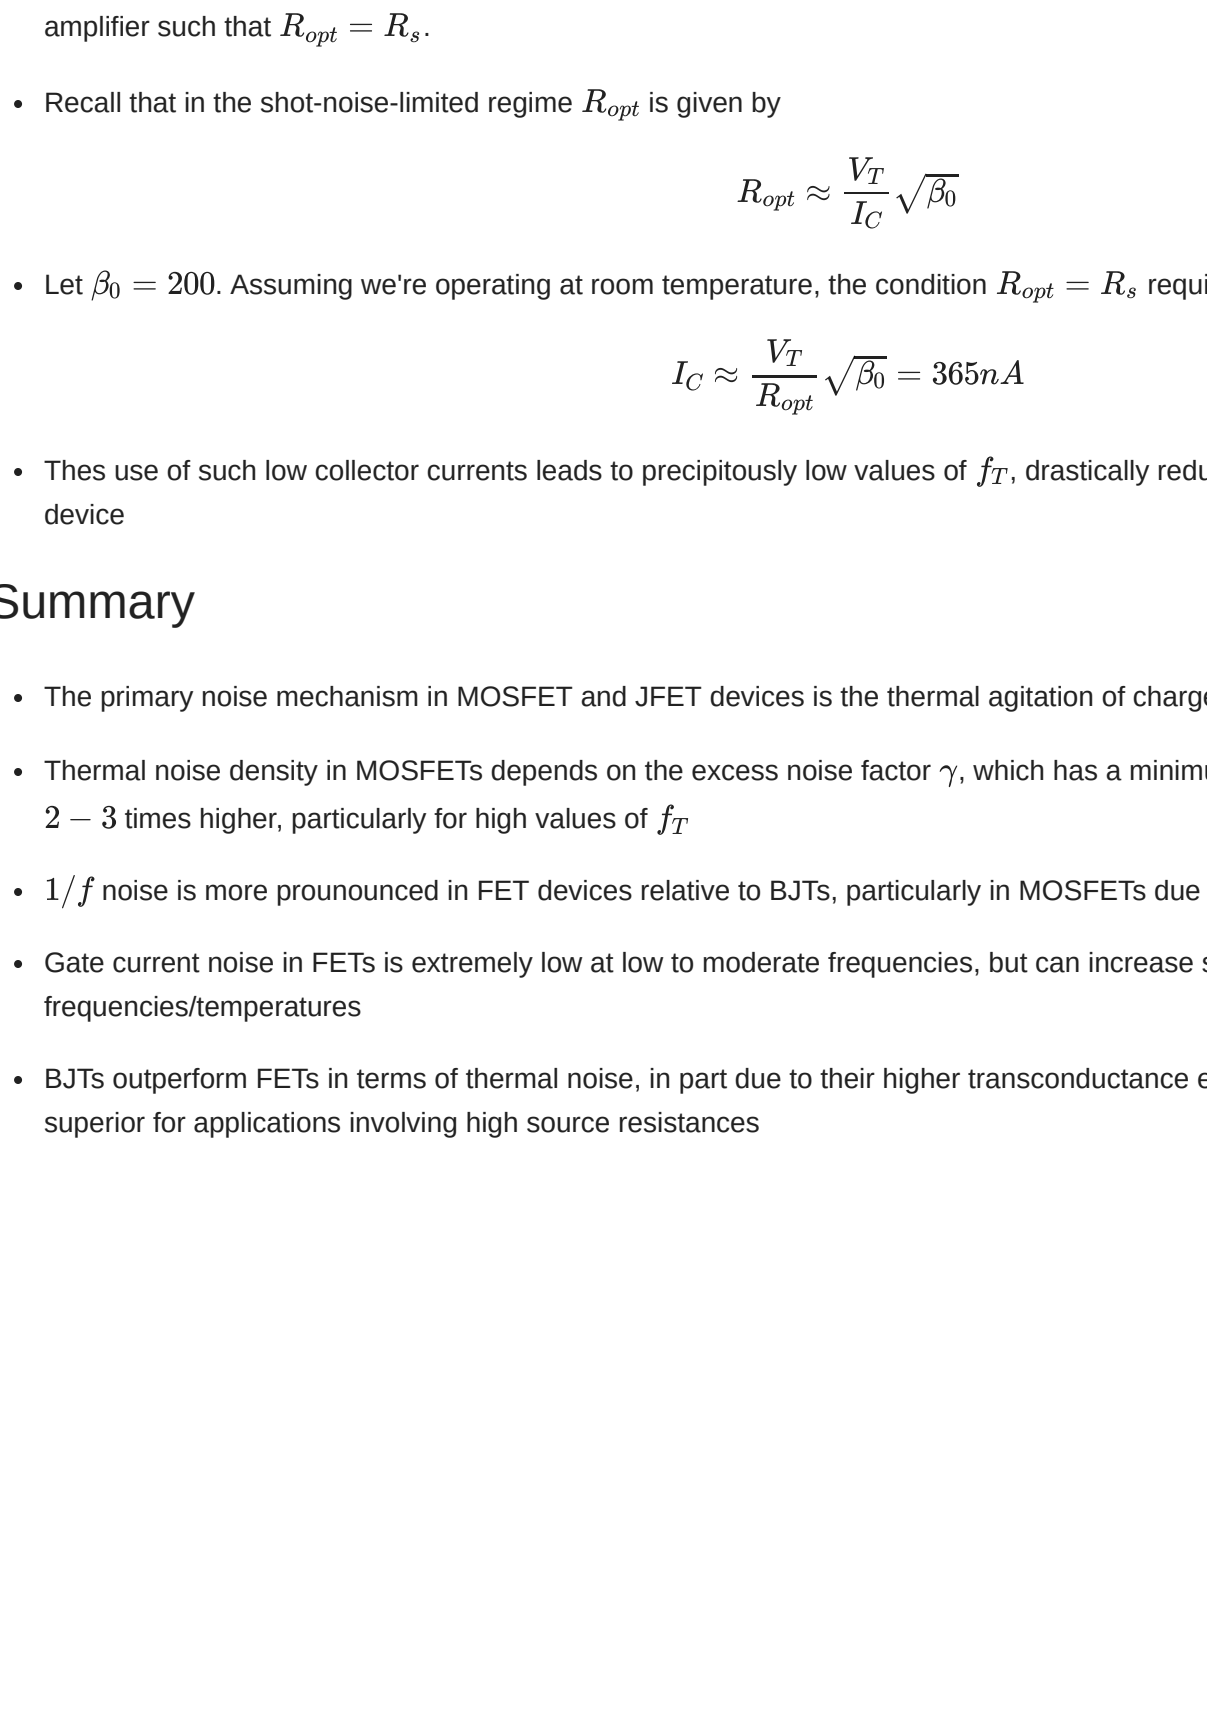 amplifier such that R_opt = R_s.
• Recall that in the shot-noise-limited regime R_opt is given by
R_opt ≈ V_T / I_C √β_0
• Let β_0 = 200. Assuming we're operating at room temperature, the condition R_opt = R_s requi
I_C ≈ V_T / R_opt √β_0 = 365nA
• Thes use of such low collector currents leads to precipitously low values of f_T, drastically redu
device
Summary
• The primary noise mechanism in MOSFET and JFET devices is the thermal agitation of charge
• Thermal noise density in MOSFETs depends on the excess noise factor γ, which has a minimu
2 − 3 times higher, particularly for high values of f_T
• 1/f noise is more prounounced in FET devices relative to BJTs, particularly in MOSFETs due
• Gate current noise in FETs is extremely low at low to moderate frequencies, but can increase s
frequencies/temperatures
• BJTs outperform FETs in terms of thermal noise, in part due to their higher transconductance e
superior for applications involving high source resistances